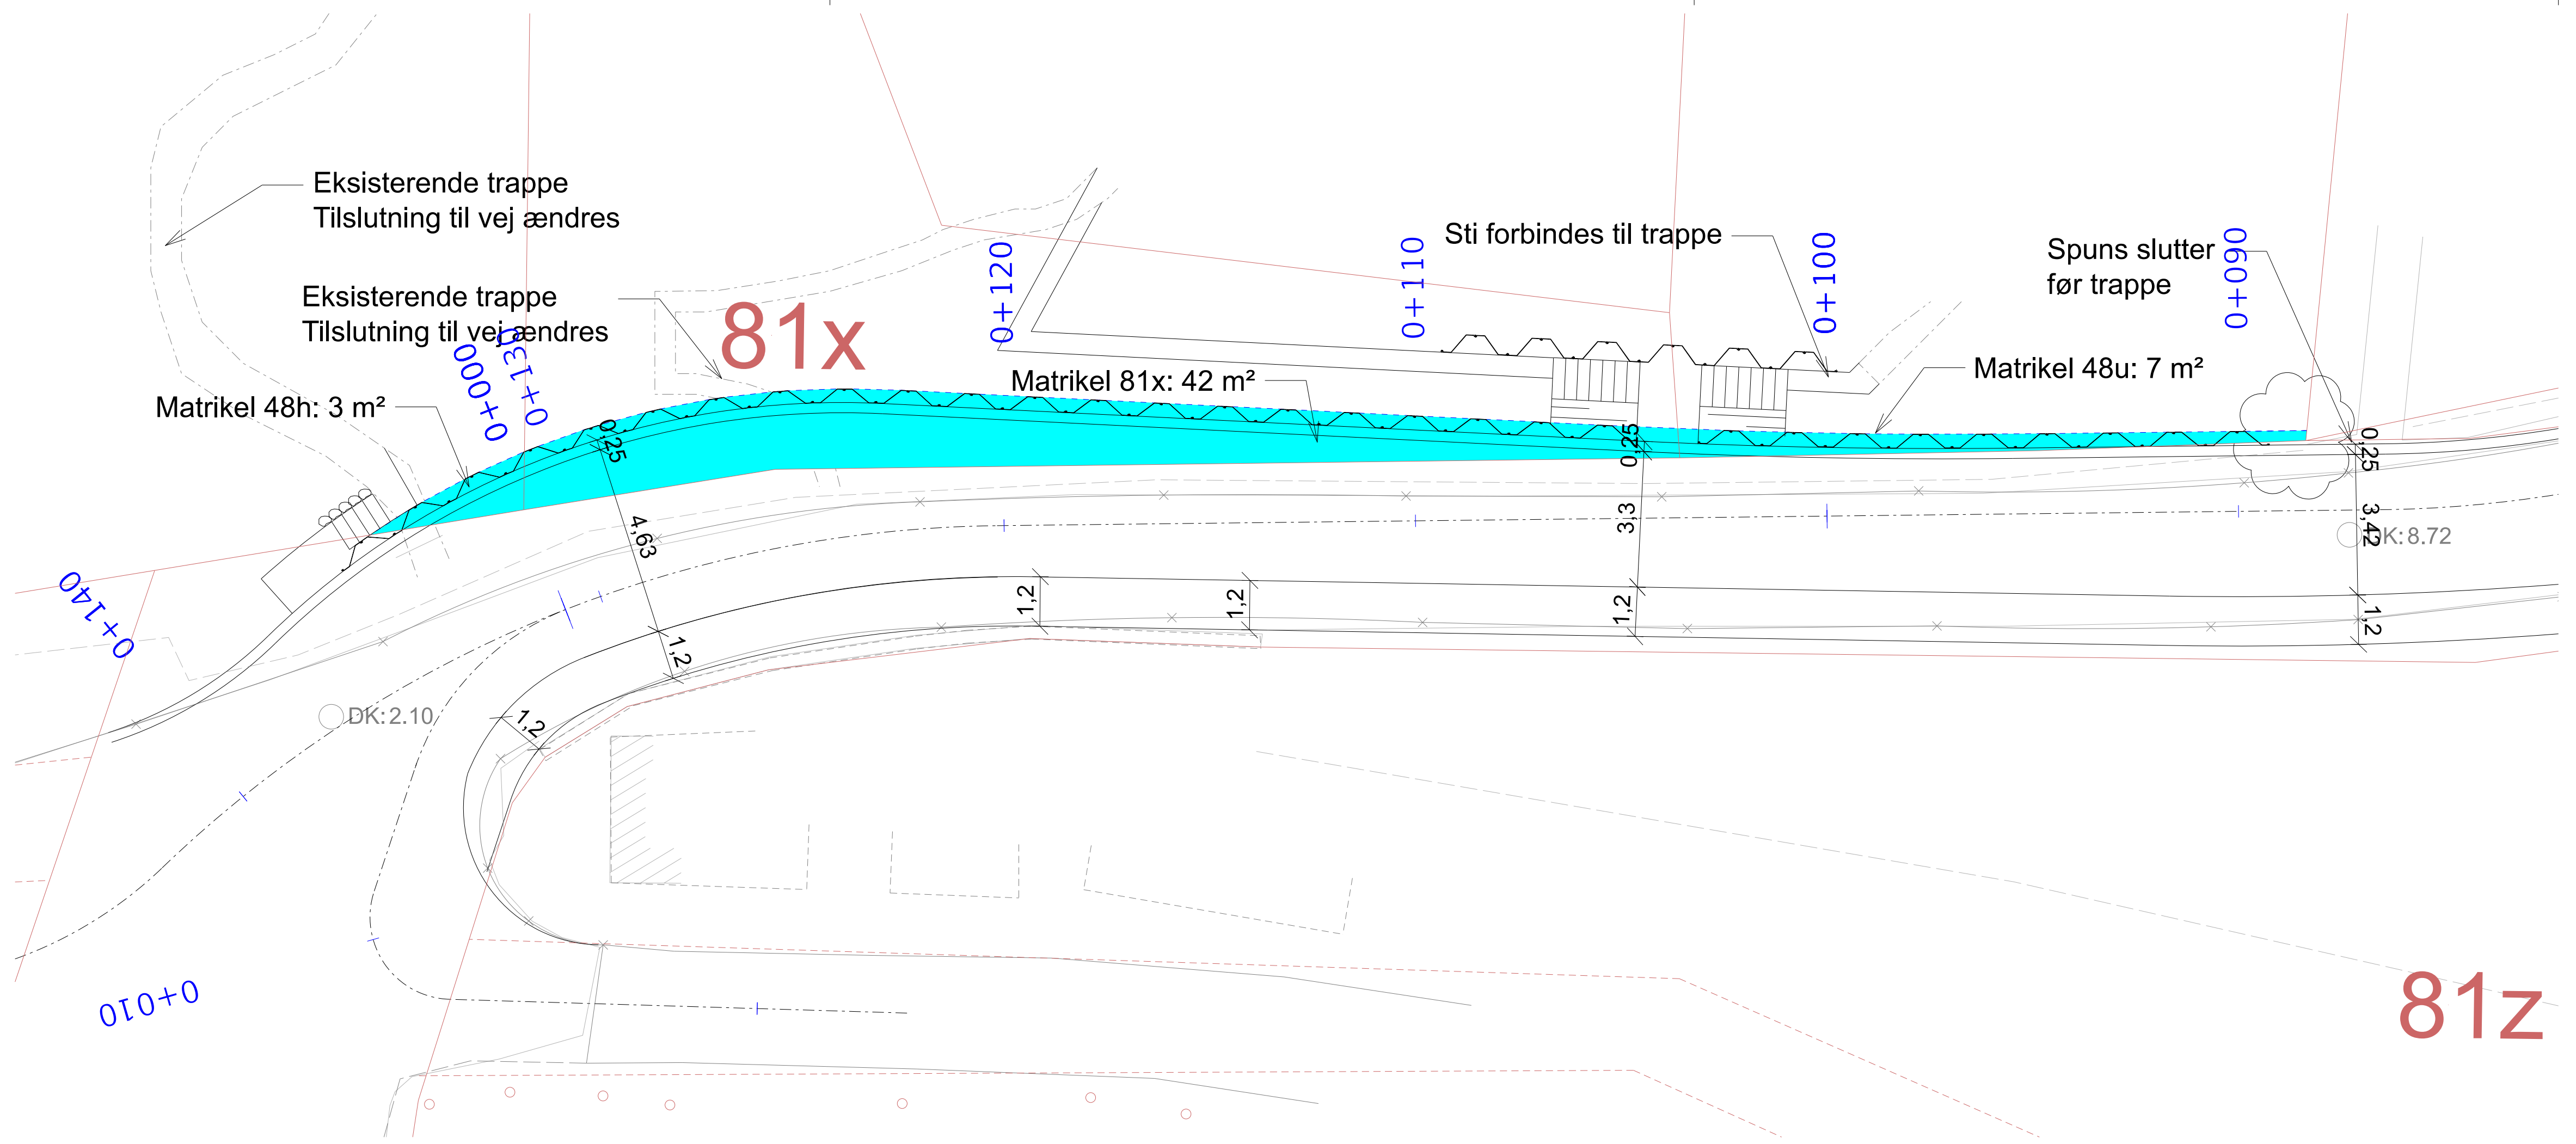 Eksisterende trappe
Tilslutning til vej ændres
Eksisterende trappe
Tilslutning til vej ændres
81x
Sti forbindes til trappe
Spuns slutter
før trappe
0+120
0+110
0+100
0+090
0+130
0+000
Matrikel 48h: 3 m²
Matrikel 81x: 42 m²
Matrikel 48u: 7 m²
0,25
0,25
0,25
4,63
3,3
3,42
DK:8.72
0+140
1,2
1,2
1,2
1,2
1,2
1,2
DK:2.10
0+010
81z